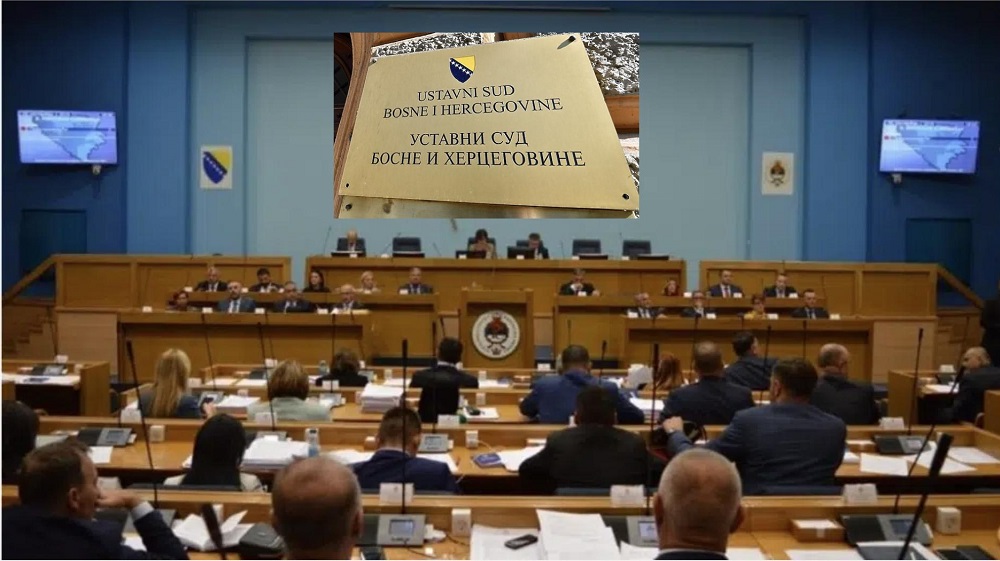 USTAVNI SUD
BOSNE I HERCEGOVINE
УСТАВНИ СУД
БОСНЕ И ХЕРЦЕГОВИНЕ